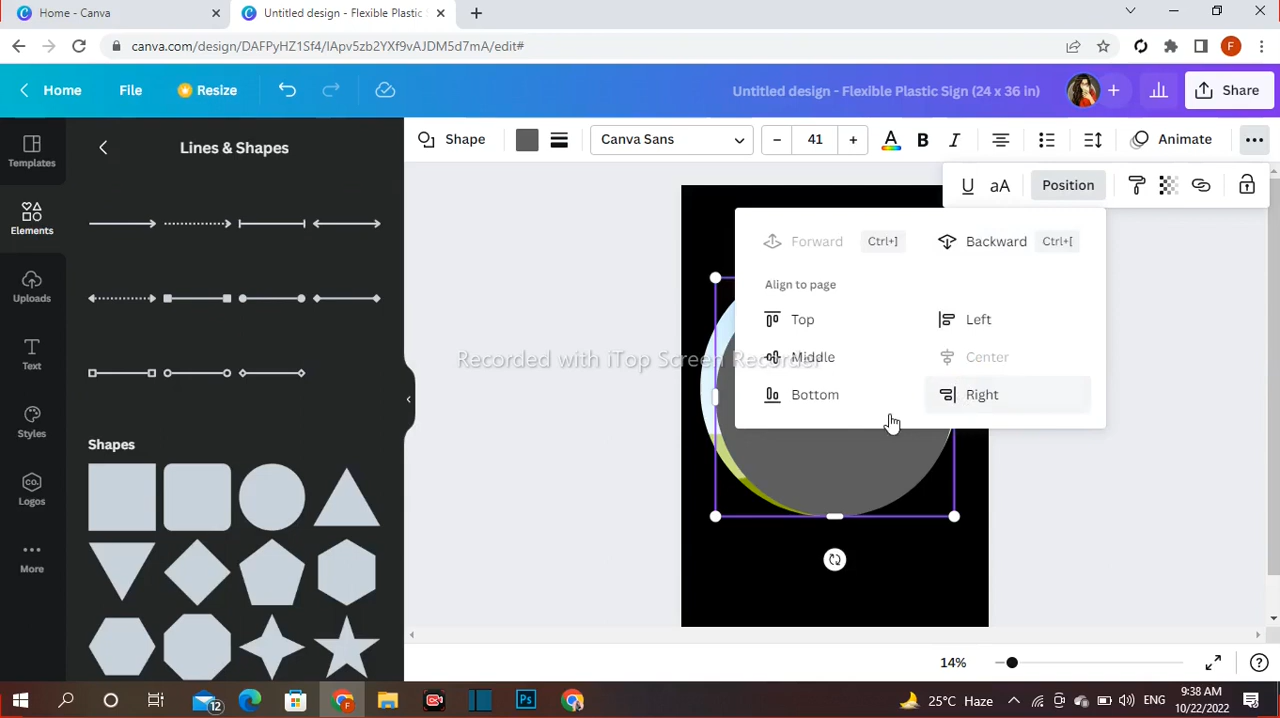 Home - Canva
Untitled design - Flexible Plastic S
canva.com/design/DAFPyHZ1Sf4/lApv5zb2YXf9vAJDM5d7mA/edit#
F
Home File Resize
Untitled design - Flexible Plastic Sign (24 x 36 in)
Share
Templates
Elements
Uploads
Text
Styles
CO.
Logos
More
Lines & Shapes
Shapes
Shape
Canva Sans
41
A B I
Animate
U aA Position
Forward Ctrl+]
Backward Ctrl+[
Align to page
Top Left
Middle Center
Bottom Right
Recorded with iTop Screen Recorder
14%
12
F
Ps
25°C Haze
ENG
9:38 AM
10/22/2022